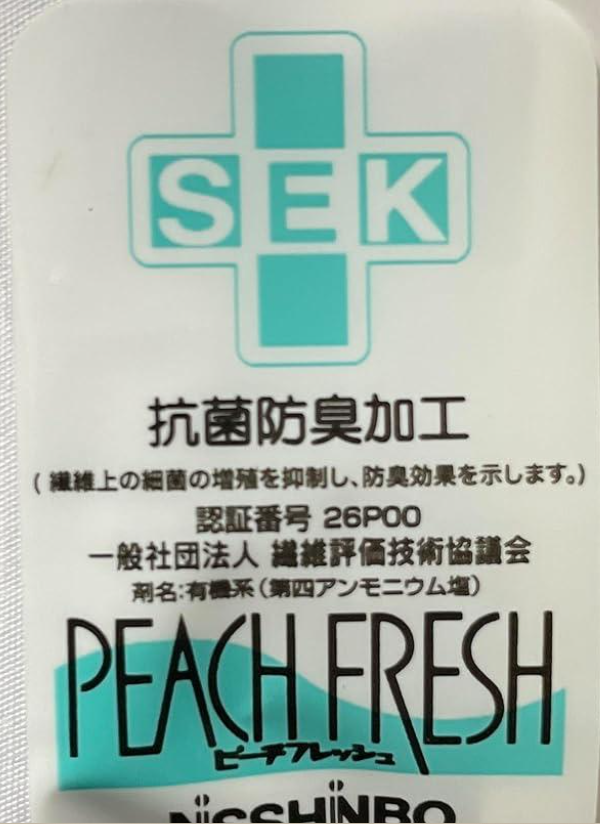 SEK
抗菌防臭加工
( 繊維上の細菌の増殖を抑制し、防臭効果を示します。)
認証番号 26P00
一般社団法人 繊維評価技術協議会
剤名:有機系(第四アンモニウム塩)
PEACH FRESH
ピーチフレッシュ
NISSHINBO